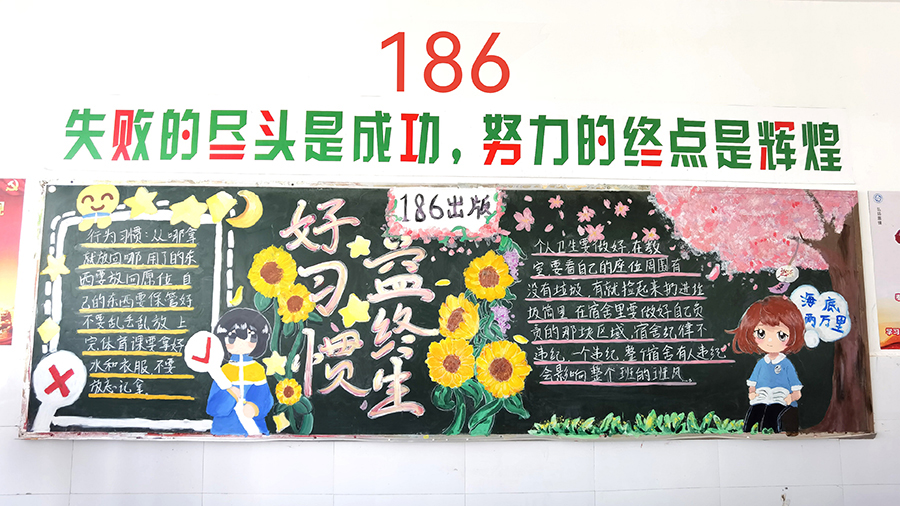 186
失败的尽头是成功,努力的终点是辉煌
186出版
行为习惯:从哪拿
就放向哪,用了的东
西要放向愿位,自
己的东西要保管好
不要乱丢乱放,上
完体育课要拿好
水和衣服,不要
放忘记拿。
好习惯
益终生
个人卫生要做好,在教
室要看自己的座位周围有
没有垃圾,有就捡起来扔进垃
圾筒里,在宿舍里要做好自己负
责的那块区域,宿舍纪律不
违纪,一个违纪,整个宿舍有人违纪
会影响整个班的班风。
海底
两万里